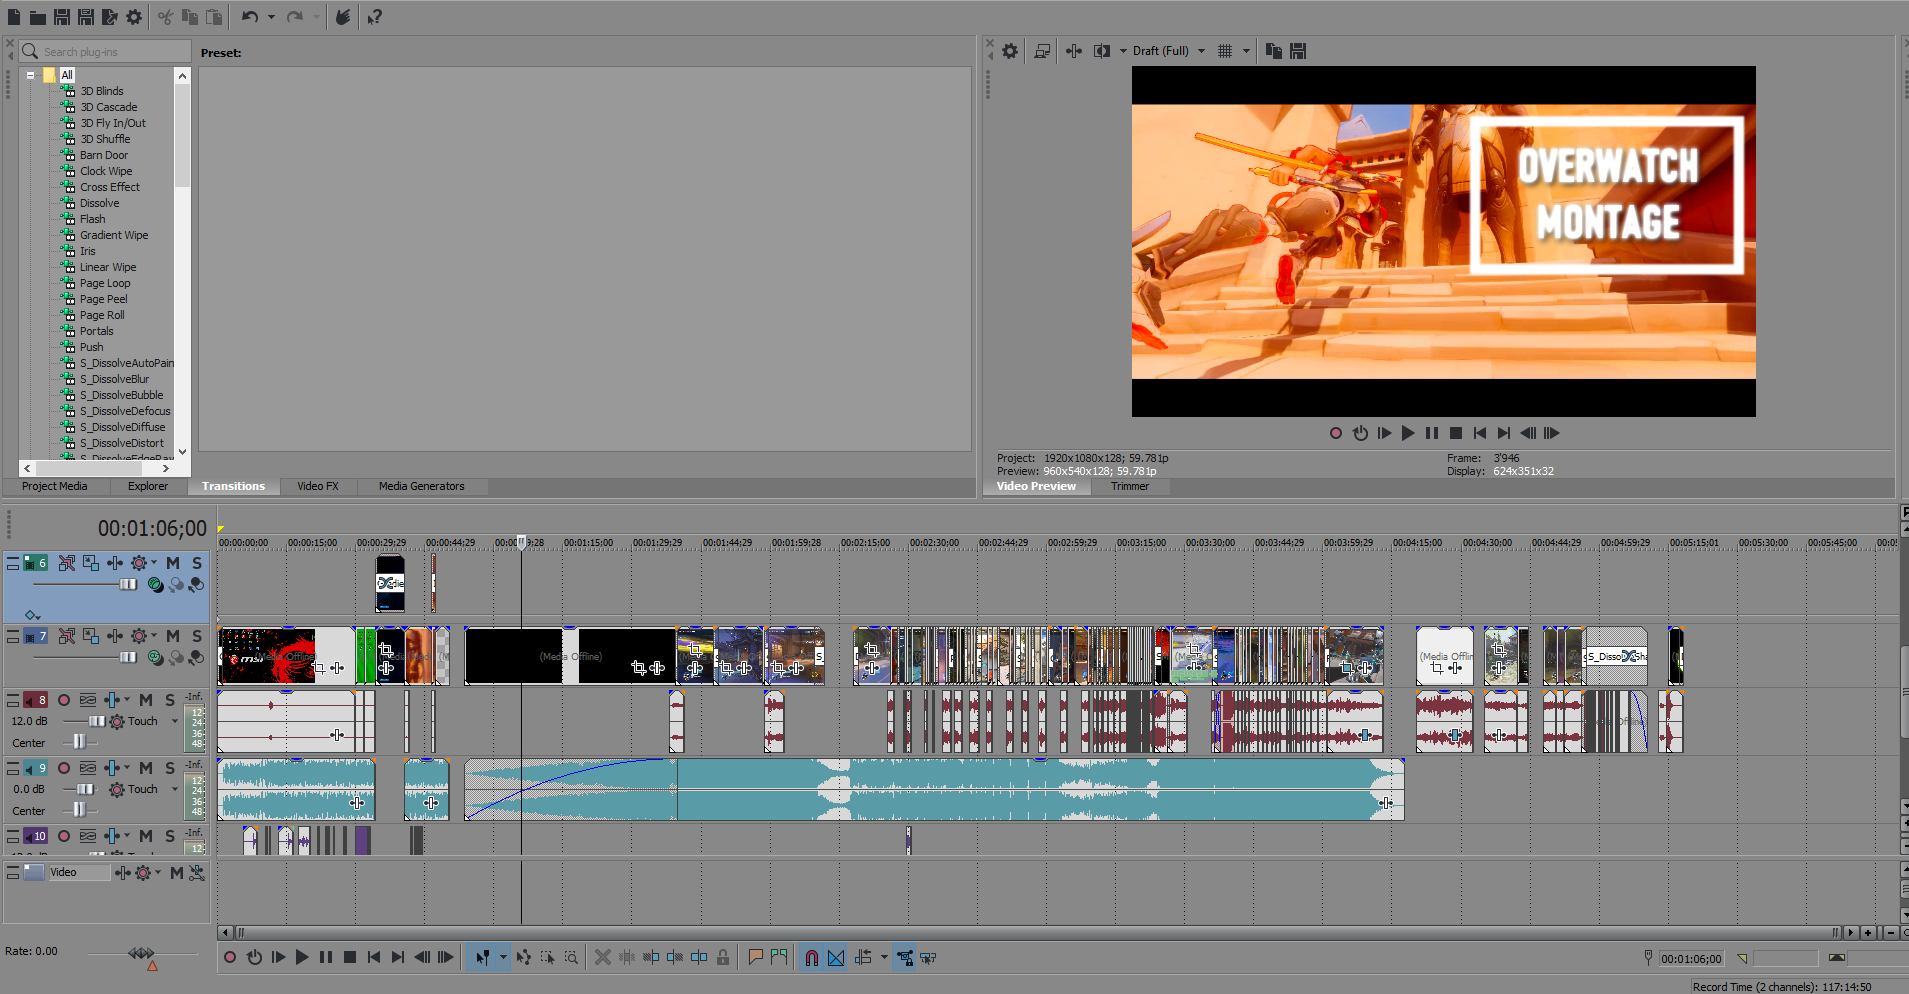 Search plug-ins
Preset:
All
3D Blinds
3D Cascade
3D Fly In/Out
3D Shuffle
Barn Door
Clock Wipe
Cross Effect
Dissolve
Flash
Gradient Wipe
Iris
Linear Wipe
Page Loop
Page Peel
Page Roll
Portals
Push
S_DissolveAutoPain
S_DissolveBlur
S_DissolveBubble
S_DissolveDefocus
S_DissolveDiffuse
S_DissolveDistort
Project Media Explorer Transitions Video FX Media Generators
Draft (Full)
OVERWATCH
MONTAGE
Project: 1920x1080x128; 59.781p
Preview: 960x540x128; 59.781p
Frame: 3'946
Display: 624x351x32
Video Preview Trimmer
00:01:06;00
00:00:00;00 00:00:15;00 00:00:29;29 00:00:44;29 00:01:15;00 00:01:29;29 00:01:44;29 00:01:59;28 00:02:15;00 00:02:30;00 00:02:44;29 00:02:59;29 00:03:15;00 00:03:30;00 00:03:44;29 00:03:59;29 00:04:15;00 00:04:30;00 00:04:44;29 00:04:59;29 00:05:15;01 00:05:30;00 00:05:45;00
6 M S
7 M S
(Media Offline)
8 M S -Inf.
12.0 dB Touch
Center
12
24
36
48
9 M S -Inf.
0.0 dB Touch
Center
12
24
36
48
10 M S -Inf.
12
Video M
Rate: 0.00
00:01:06;00
Record Time (2 channels): 117:14:50